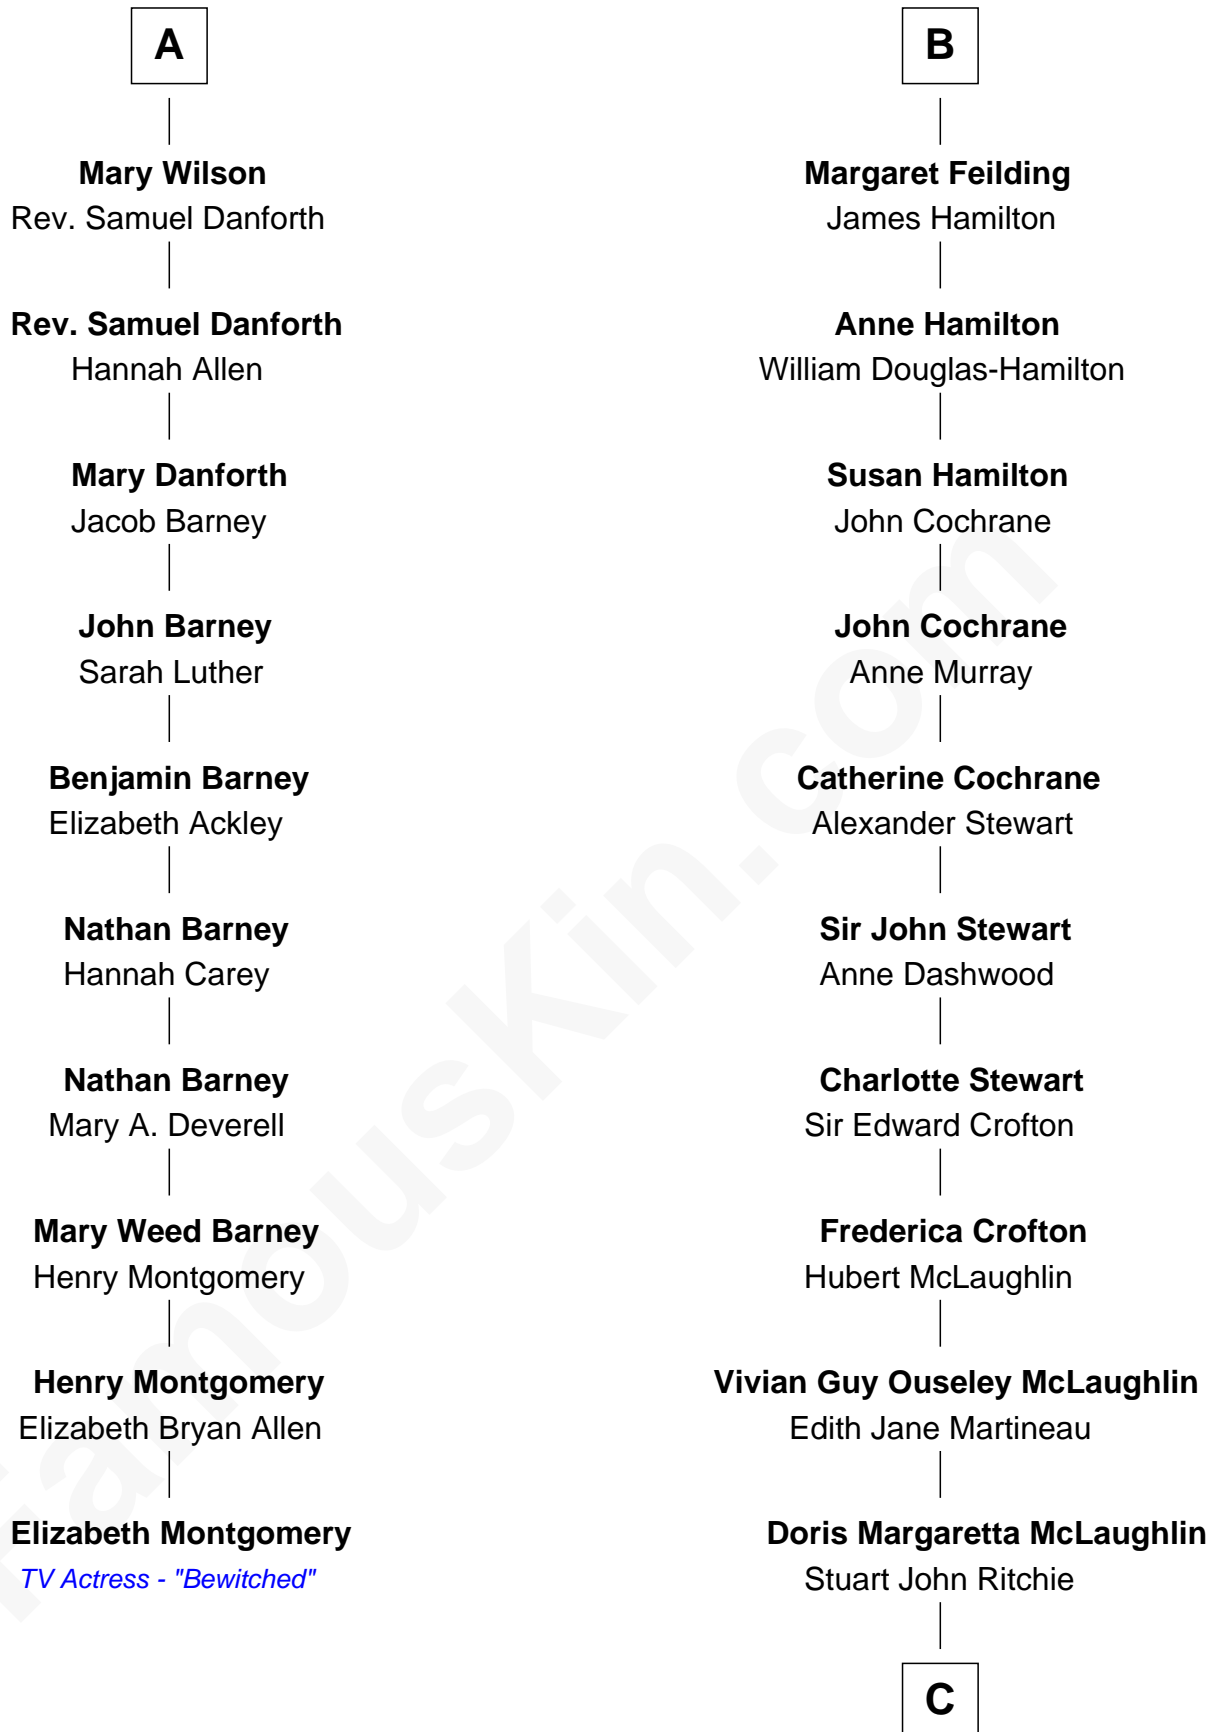 A
Mary Wilson
Rev. Samuel Danforth
Rev. Samuel Danforth
Hannah Allen
Mary Danforth
Jacob Barney
John Barney
Sarah Luther
Benjamin Barney
Elizabeth Ackley
Nathan Barney
Hannah Carey
Nathan Barney
Mary A. Deverell
Mary Weed Barney
Henry Montgomery
Henry Montgomery
Elizabeth Bryan Allen
Elizabeth Montgomery
TV Actress - "Bewitched"
B
Margaret Feilding
James Hamilton
Anne Hamilton
William Douglas-Hamilton
Susan Hamilton
John Cochrane
John Cochrane
Anne Murray
Catherine Cochrane
Alexander Stewart
Sir John Stewart
Anne Dashwood
Charlotte Stewart
Sir Edward Crofton
Frederica Crofton
Hubert McLaughlin
Vivian Guy Ouseley McLaughlin
Edith Jane Martineau
Doris Margaretta McLaughlin
Stuart John Ritchie
C
FamousKin.com